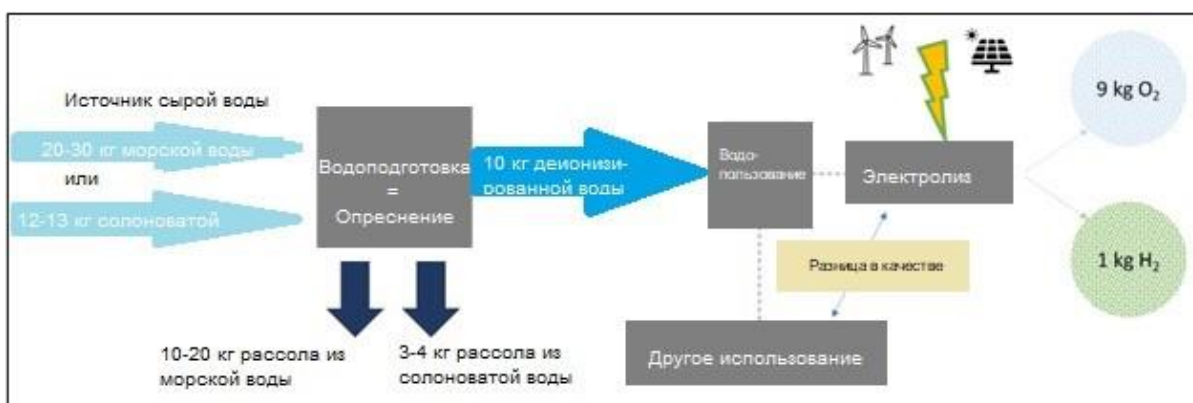 Источник сырой воды
20-30 кг морской воды
или
12-13 кг солоноватой
Водоподготовка
=
Опреснение
10 кг деионизи-
рованной воды
10-20 кг рассола из
морской воды
3-4 кг рассола из
солоноватой воды
Водо-
пользование
Электролиз
Разница в качестве
Другое использование
9 kg O₂
1 kg H₂